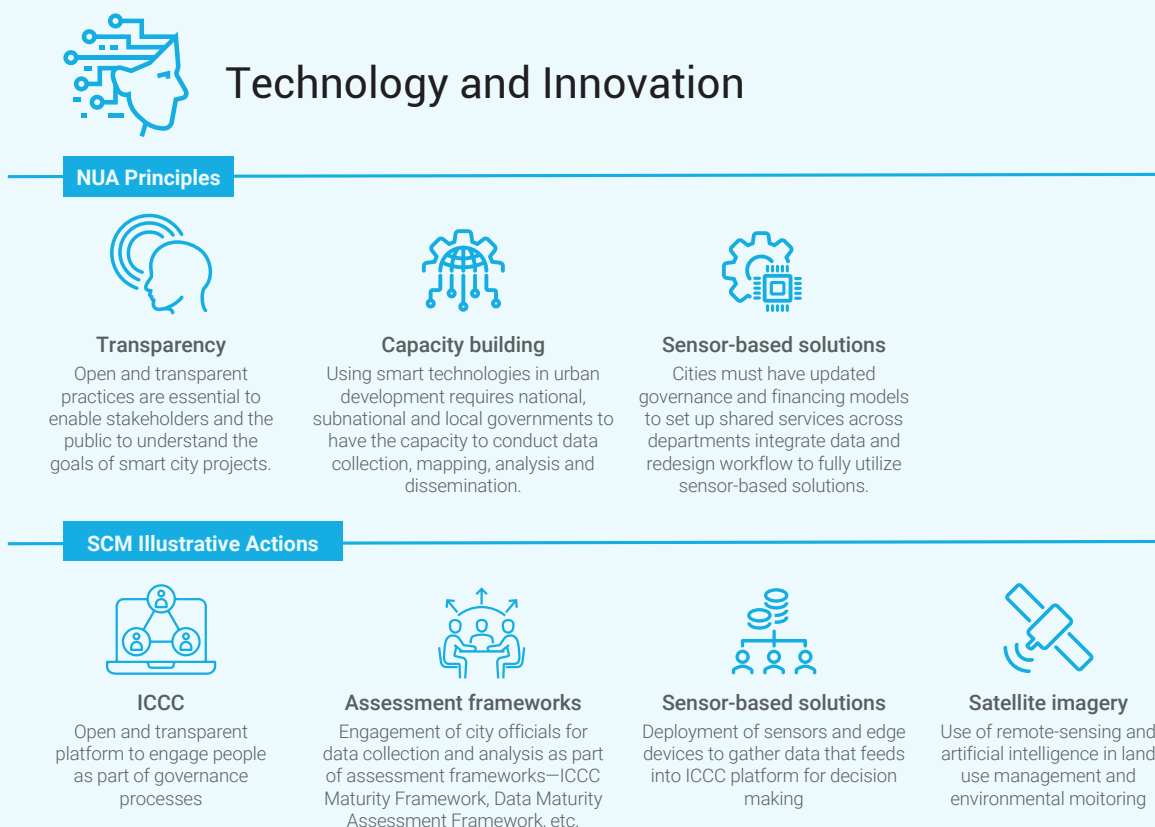 Technology and Innovation
NUA Principles
Transparency
Open and transparent
practices are essential to
enable stakeholders and the
public to understand the
goals of smart city projects.
Capacity building
Using smart technologies in urban
development requires national,
subnational and local governments to
have the capacity to conduct data
collection, mapping, analysis and
dissemination.
Sensor-based solutions
Cities must have updated
governance and financing models
to set up shared services across
departments integrate data and
redesign workflow to fully utilize
sensor-based solutions.
SCM Illustrative Actions
ICCC
Open and transparent
platform to engage people
as part of governance
processes
Assessment frameworks
Engagement of city officials for
data collection and analysis as part
of assessment frameworks—ICCC
Maturity Framework, Data Maturity
Assessment Framework, etc.
Sensor-based solutions
Deployment of sensors and edge
devices to gather data that feeds
into ICCC platform for decision
making
Satellite imagery
Use of remote-sensing and
artificial intelligence in land
use management and
environmental moitoring